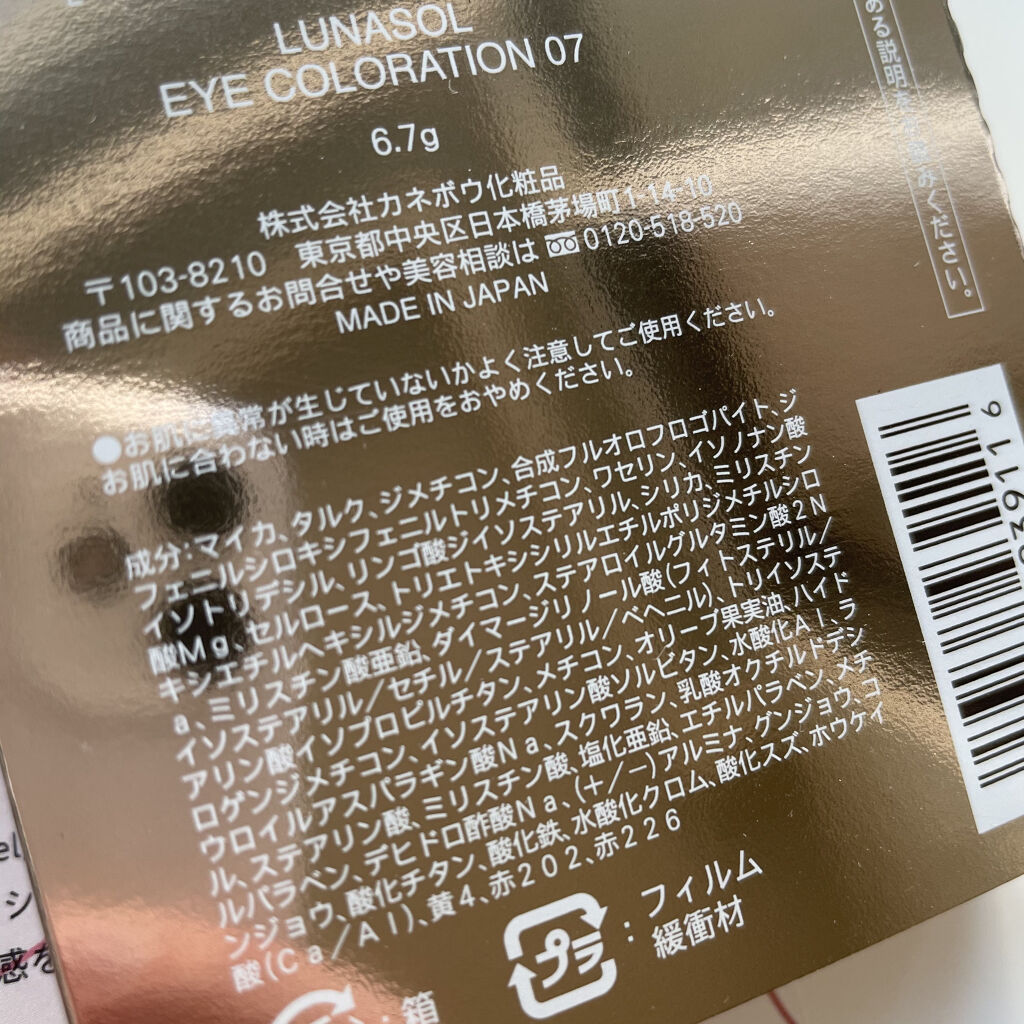 LUNASOL
EYE COLORATION 07
6.7g
株式会社カネボウ化粧品
〒103-8210 東京都中央区日本橋茅場町1-14-10
商品に関するお問合せや美容相談は 0120-518-520
MADE IN JAPAN
●お肌に異常が生じていないかよく注意してご使用ください。
お肌に合わない時はご使用をおやめください。
成分:マイカ、タルク、ジメチコン、合成フルオロフロゴパイト、ジ
フェニルシロキシフェニルトリメチコン、ワセリン、イソノナン酸
イソトリデシル、リンゴ酸ジイソステアリル、シリカ、ミリスチン
酸Mg、セルロース、トリエトキシシリルエチルポリジメチルシロ
キシエチルヘキシルジメチコン、ステアロイルグルタミン酸2N
a、ミリスチン酸亜鉛、ダイマージリノール酸(フィトステリル/
イソステアリル/セチル/ステアリル/ベヘニル)、トリイソステ
アリン酸イソプロピルチタン、メチコン、オリーブ果実油、ハイド
ロゲンジメチコン、イソステアリン酸ソルビタン、水酸化Al、ラ
ウロイルアスパラギン酸Na、スクワラン、乳酸オクチルドデシ
ル、ステアリン酸、ミリスチン酸、塩化亜鉛、エチルパラベン、メチ
ルパラベン、デヒドロ酢酸Na、(+/-)アルミナ、グンジョウ、コ
ンジョウ、酸化チタン、酸化鉄、水酸化クロム、酸化スズ、ホウケイ
酸(Ca/Al)、黄4、赤202、赤226
プラ
:フィルム
緩衝材
:箱
める説明
みください。
3911 6
el
シ
惑を